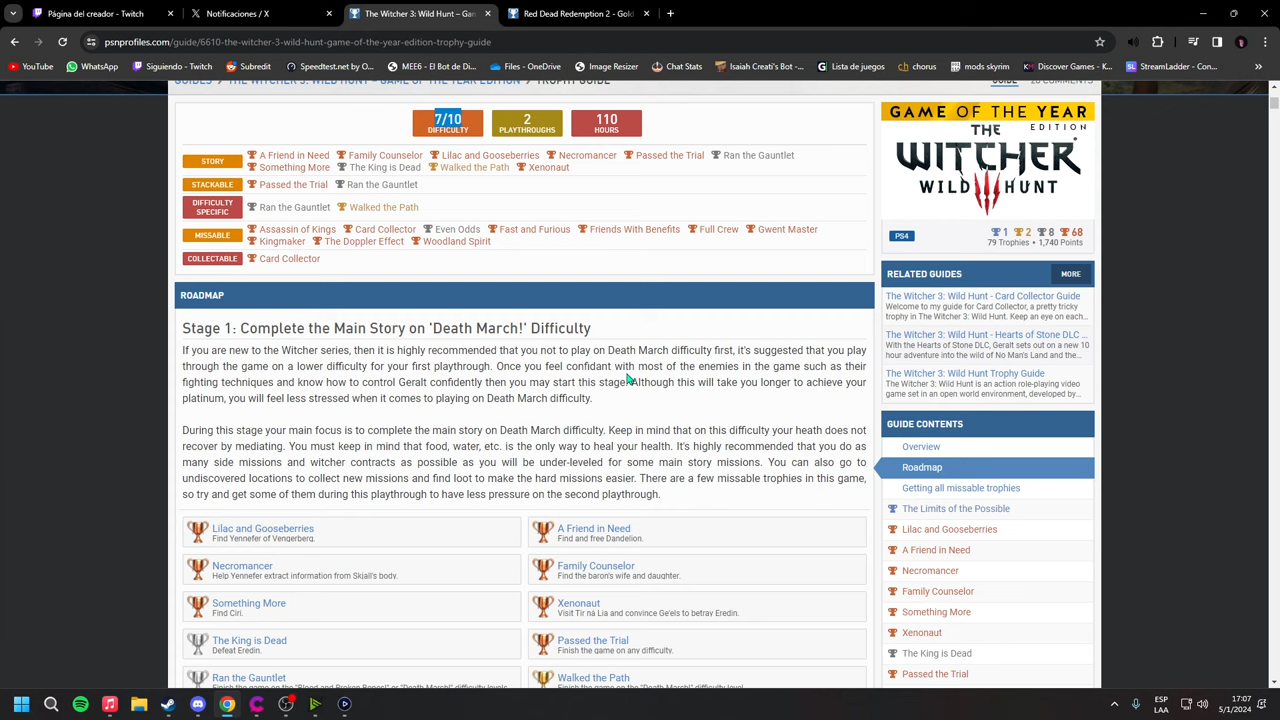 Twitch
Notifications / X
The Witcher 3: Wild Hunt - Ga
Red Dead Redemption 2 - Gold
psnprofiles.com/guide/6610-the-witcher-3-wild-hunt-game-of-the-year-edition-trophy-guide
YouTube WhatsApp Siguiendo - Twitch Subredit Speedtest.net o... MEE6 - El Bot de Di... Files - OneDrive Image Resizer Chat Stats Isaiah Creati's Bot -... Lista de juegos chorus mods skyrim Discover Games - K... StreamLadder - Con...
GUIDES THE WITCHER 3: WILD HUNT - GAME OF THE YEAR EDITION TROPHY GUIDE
GUIDE COMMENTS
7/10 DIFFICULTY
2 PLAYTHROUGHS
110 HOURS
STORY A Friend in Need Family Counselor Lilac and Gooseberries Necromancer Passed the Trial Ran the Gauntlet
Something More The King is Dead Walked the Path Xenonaut
STACKABLE Passed the Trial Ran the Gauntlet
DIFFICULTY SPECIFIC Ran the Gauntlet Walked the Path
MISSABLE Assassin of Kings Card Collector Even Odds Fast and Furious Friends With Benefits Full Crew Gwent Master
Kingmaker The Doppler Effect Woodland Spirit
COLLECTABLE Card Collector
ROADMAP
Stage 1: Complete the Main Story on 'Death March!' Difficulty
If you are new to the Witcher series, then it is highly recommended that you not to play on Death March difficulty first, it's suggested that you play
through the game on a lower difficulty for your first playthrough. Once you feel confidant with most of the enemies in the game such as their
fighting techniques and know how to control Geralt confidently then you may start this stage. Although this will take you longer to achieve your
platinum, you will feel less stressed when it comes to playing on Death March difficulty.
During this stage your main focus is to complete the main story on Death March difficulty. Keep in mind that on this difficulty your heath does not
recover by mediating. You must keep in mind that food, water, etc. is the only way to heal your health. It's highly recommended that you do as
many side missions and witcher contracts as possible as you will be under-leveled for some main story missions. You can also go to
undiscovered locations to collect new missions and find loot to make the hard missions easier. There are a few missable trophies in this game,
so try and get some of them during this playthrough to have less pressure on the second playthrough.
Lilac and Gooseberries
Find Yennefer of Vengerberg.
A Friend in Need
Find and free Dandelion.
Necromancer
Help Yennefer extract information from Skjall's body.
Family Counselor
Find the baron's wife and daughter.
Something More
Find Ciri.
Xenonaut
Visit Tir ná Lia and convince Ge'els to betray Eredin.
The King is Dead
Defeat Eredin.
Passed the Trial
Finish the game on any difficulty.
Ran the Gauntlet
Finish the game on the "Blood and Broken Bones!" or "Death March!" difficulty levels.
Walked the Path
Finish the game on the "Death March!" difficulty level.
GAME OF THE YEAR
EDITION
THE
WITCHER
WILD HUNT
PS4
1 2 8 68
79 Trophies • 1,740 Points
RELATED GUIDES
MORE
The Witcher 3: Wild Hunt - Card Collector Guide
Welcome to my guide for Card Collector, a pretty tricky
trophy in The Witcher 3: Wild Hunt. Keep an eye on each...
The Witcher 3: Wild Hunt - Hearts of Stone DLC ...
With the Hearts of Stone DLC, Geralt sets out on a new 10
hour adventure into the wild of No Man's Land and the...
The Witcher 3: Wild Hunt Trophy Guide
The Witcher 3: Wild Hunt is an action role-playing video
game set in an open world environment, developed by...
GUIDE CONTENTS
Overview
Roadmap
Getting all missable trophies
The Limits of the Possible
Lilac and Gooseberries
A Friend in Need
Necromancer
Family Counselor
Something More
Xenonaut
The King is Dead
Passed the Trial
ESP
LAA
17:07
5/1/2024